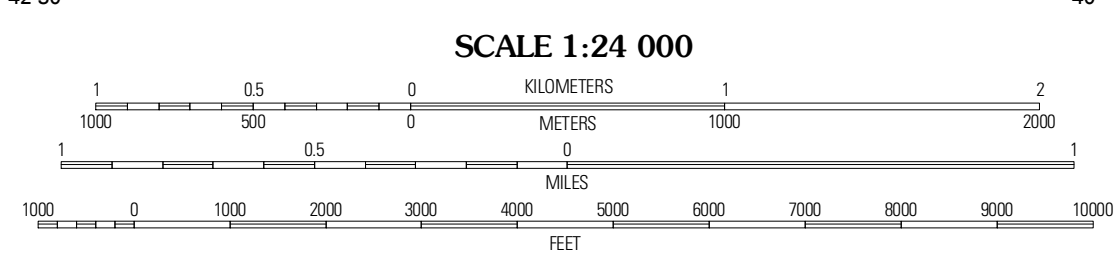 SCALE 1:24 000
1 0.5 0 KILOMETERS 1 2
1000 500 0 METERS 1000 2000
1 0.5 0 1
MILES
1000 0 1000 2000 3000 4000 5000 6000 7000 8000 9000 10000
FEET